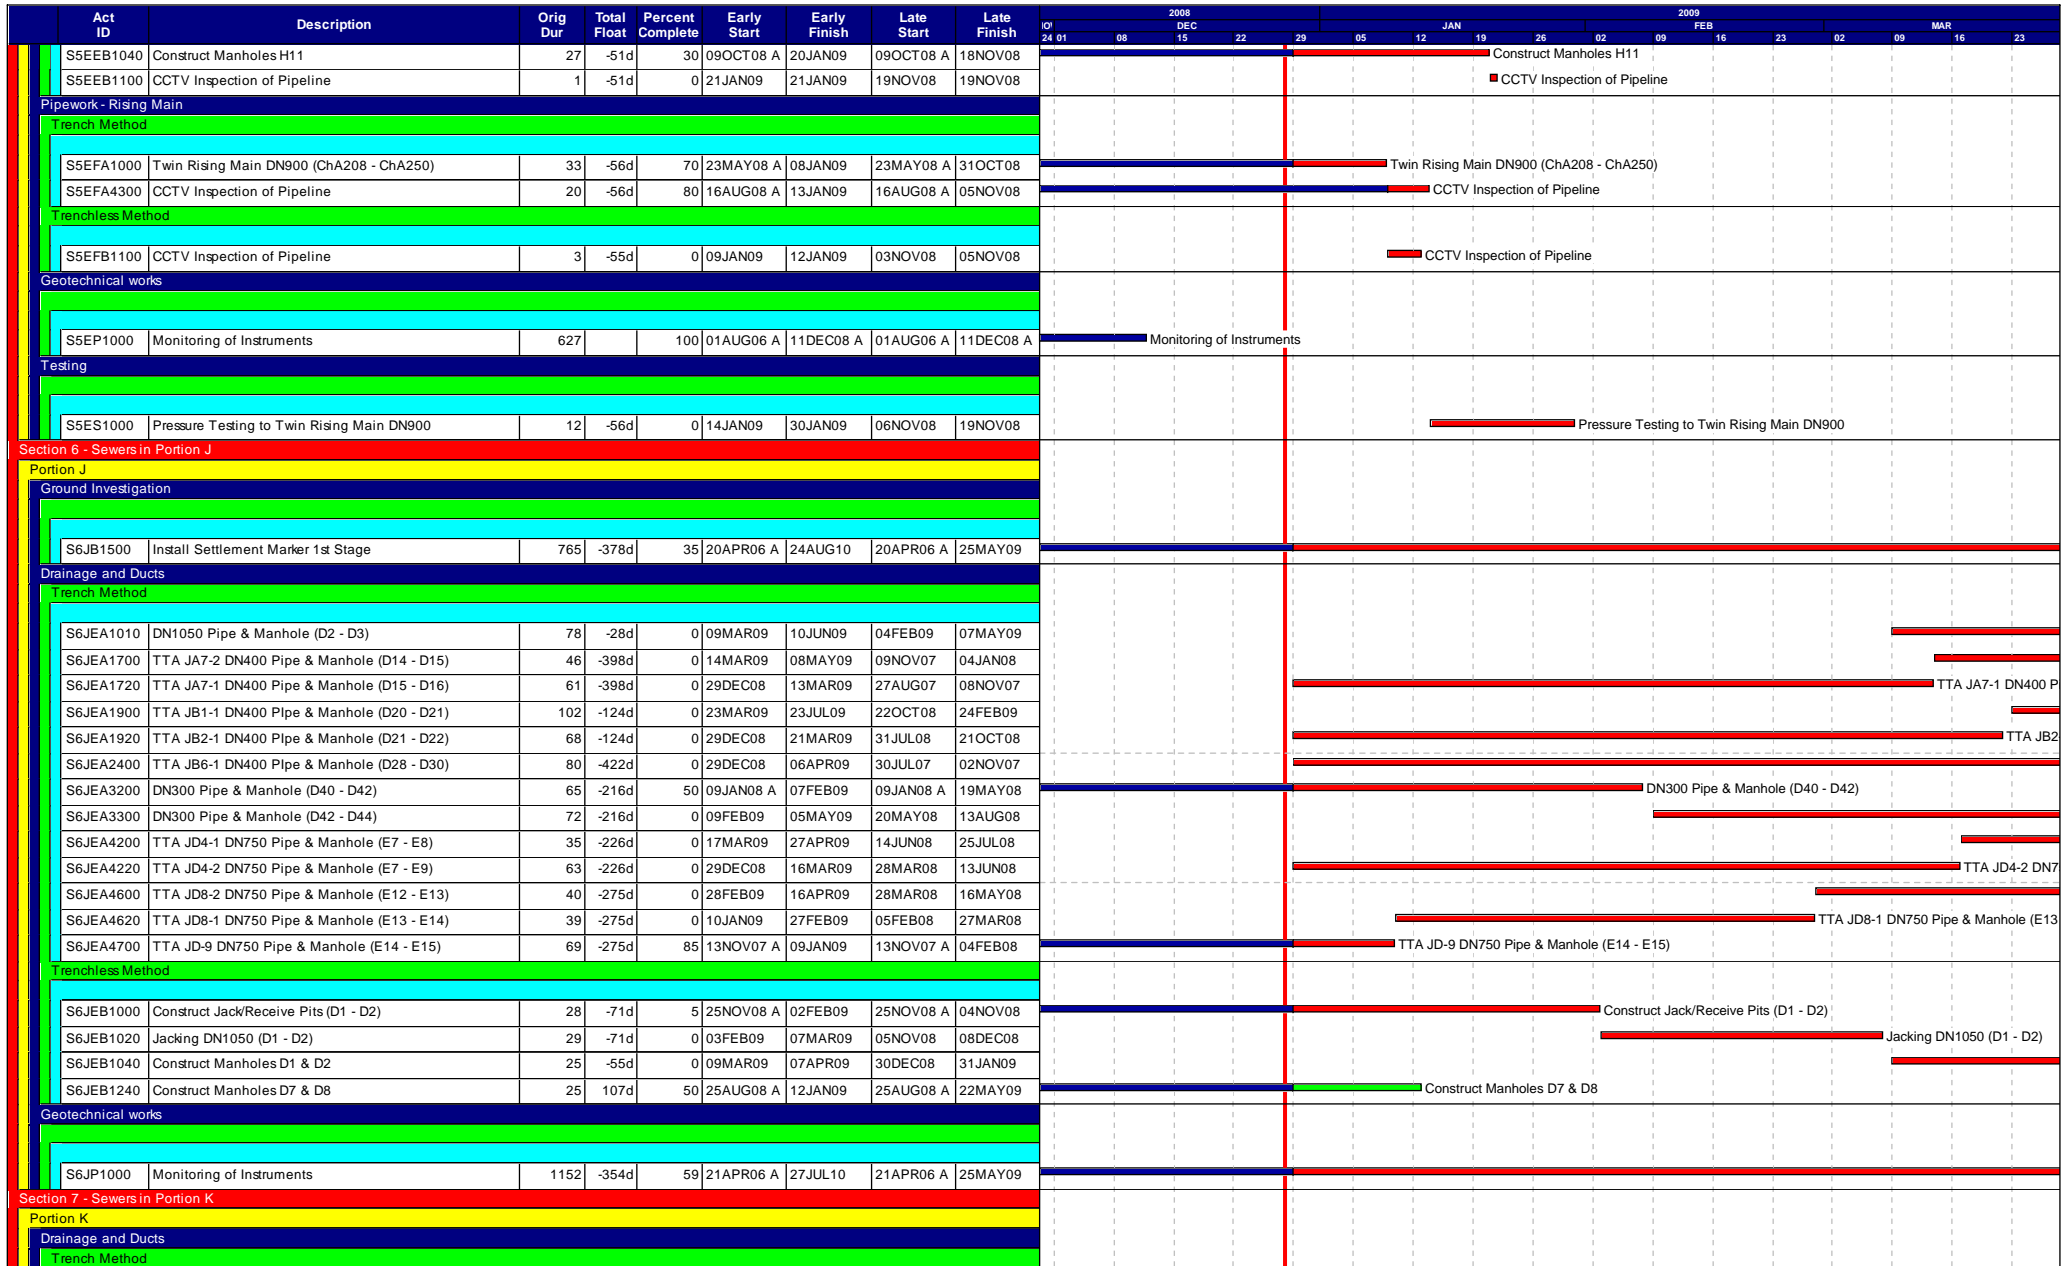 Act ID Description Orig Dur Total Float Percent Complete Early Start Early Finish Late Start Late Finish
2008 2009
DEC JAN FEB MAR
24 01 08 15 22 29 05 12 19 26 02 09 16 23 02 09 16 23
S5EEB1040 Construct Manholes H11 27 -51d 30 09OCT08 A 20JAN09 09OCT08 A 18NOV08 Construct Manholes H11
S5EEB1100 CCTV Inspection of Pipeline 1 -51d 0 21JAN09 21JAN09 19NOV08 19NOV08 CCTV Inspection of Pipeline
Pipework - Rising Main
Trench Method
S5EFA1000 Twin Rising Main DN900 (ChA208 - ChA250) 33 -56d 70 23MAY08 A 08JAN09 23MAY08 A 31OCT08 Twin Rising Main DN900 (ChA208 - ChA250)
S5EFA4300 CCTV Inspection of Pipeline 20 -56d 80 16AUG08 A 13JAN09 16AUG08 A 05NOV08 CCTV Inspection of Pipeline
Trenchless Method
S5EFB1100 CCTV Inspection of Pipeline 3 -55d 0 09JAN09 12JAN09 03NOV08 05NOV08 CCTV Inspection of Pipeline
Geotechnical works
S5EP1000 Monitoring of Instruments 627 100 01AUG06 A 11DEC08 A 01AUG06 A 11DEC08 A Monitoring of Instruments
Testing
S5ES1000 Pressure Testing to Twin Rising Main DN900 12 -56d 0 14JAN09 30JAN09 06NOV08 19NOV08 Pressure Testing to Twin Rising Main DN900
Section 6 - Sewers in Portion J
Portion J
Ground Investigation
S6JB1500 Install Settlement Marker 1st Stage 765 -378d 35 20APR06 A 24AUG10 20APR06 A 25MAY09
Drainage and Ducts
Trench Method
S6JEA1010 DN1050 Pipe & Manhole (D2 - D3) 78 -28d 0 09MAR09 10JUN09 04FEB09 07MAY09
S6JEA1700 TTA JA7-2 DN400 Pipe & Manhole (D14 - D15) 46 -398d 0 14MAR09 08MAY09 09NOV07 04JAN08
S6JEA1720 TTA JA7-1 DN400 Pipe & Manhole (D15 - D16) 61 -398d 0 29DEC08 13MAR09 27AUG07 08NOV07 TTA JA7-1 DN400 P
S6JEA1900 TTA JB1-1 DN400 PIpe & Manhole (D20 - D21) 102 -124d 0 23MAR09 23JUL09 22OCT08 24FEB09
S6JEA1920 TTA JB2-1 DN400 PIpe & Manhole (D21 - D22) 68 -124d 0 29DEC08 21MAR09 31JUL08 21OCT08 TTA JB2-
S6JEA2400 TTA JB6-1 DN400 PIpe & Manhole (D28 - D30) 80 -422d 0 29DEC08 06APR09 30JUL07 02NOV07
S6JEA3200 DN300 Pipe & Manhole (D40 - D42) 65 -216d 50 09JAN08 A 07FEB09 09JAN08 A 19MAY08 DN300 Pipe & Manhole (D40 - D42)
S6JEA3300 DN300 Pipe & Manhole (D42 - D44) 72 -216d 0 09FEB09 05MAY09 20MAY08 13AUG08
S6JEA4200 TTA JD4-1 DN750 Pipe & Manhole (E7 - E8) 35 -226d 0 17MAR09 27APR09 14JUN08 25JUL08
S6JEA4220 TTA JD4-2 DN750 Pipe & Manhole (E7 - E9) 63 -226d 0 29DEC08 16MAR09 28MAR08 13JUN08 TTA JD4-2 DN7
S6JEA4600 TTA JD8-2 DN750 Pipe & Manhole (E12 - E13) 40 -275d 0 28FEB09 16APR09 28MAR08 16MAY08
S6JEA4620 TTA JD8-1 DN750 Pipe & Manhole (E13 - E14) 39 -275d 0 10JAN09 27FEB09 05FEB08 27MAR08 TTA JD8-1 DN750 Pipe & Manhole (E13
S6JEA4700 TTA JD-9 DN750 Pipe & Manhole (E14 - E15) 69 -275d 85 13NOV07 A 09JAN09 13NOV07 A 04FEB08 TTA JD-9 DN750 Pipe & Manhole (E14 - E15)
Trenchless Method
S6JEB1000 Construct Jack/Receive Pits (D1 - D2) 28 -71d 5 25NOV08 A 02FEB09 25NOV08 A 04NOV08 Construct Jack/Receive Pits (D1 - D2)
S6JEB1020 Jacking DN1050 (D1 - D2) 29 -71d 0 03FEB09 07MAR09 05NOV08 08DEC08 Jacking DN1050 (D1 - D2)
S6JEB1040 Construct Manholes D1 & D2 25 -55d 0 09MAR09 07APR09 30DEC08 31JAN09
S6JEB1240 Construct Manholes D7 & D8 25 107d 50 25AUG08 A 12JAN09 25AUG08 A 22MAY09 Construct Manholes D7 & D8
Geotechnical works
S6JP1000 Monitoring of Instruments 1152 -354d 59 21APR06 A 27JUL10 21APR06 A 25MAY09
Section 7 - Sewers in Portion K
Portion K
Drainage and Ducts
Trench Method